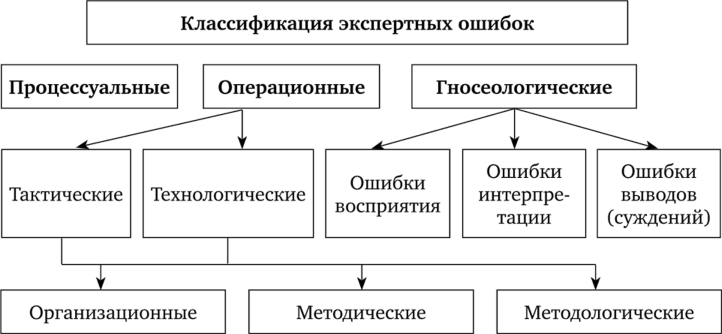 Классификация экспертных ошибок
Процессуальные
Операционные
Гносеологические
Тактические
Технологические
Ошибки
восприятия
Ошибки
интерпре-
тации
Ошибки
выводов
(суждений)
Организационные
Методические
Методологические